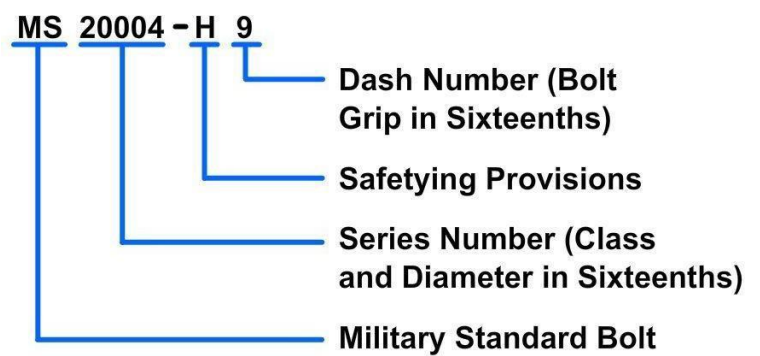 MS 20004 - H 9
Dash Number (Bolt
Grip in Sixteenths)
Safetying Provisions
Series Number (Class
and Diameter in Sixteenths)
Military Standard Bolt